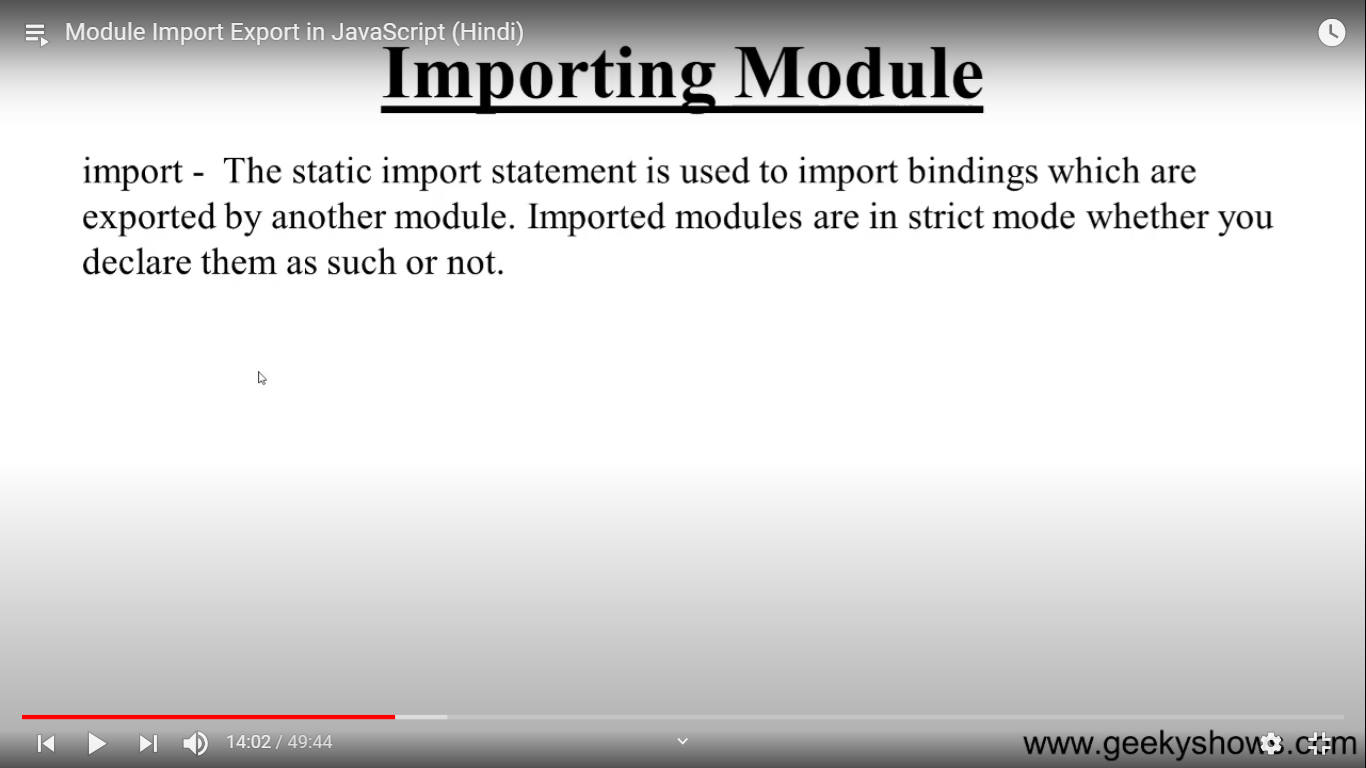 Module Import Export in JavaScript (Hindi)
Importing Module
import - The static import statement is used to import bindings which are
exported by another module. Imported modules are in strict mode whether you
declare them as such or not.
14:02 / 49:44
www.geekyshows.com